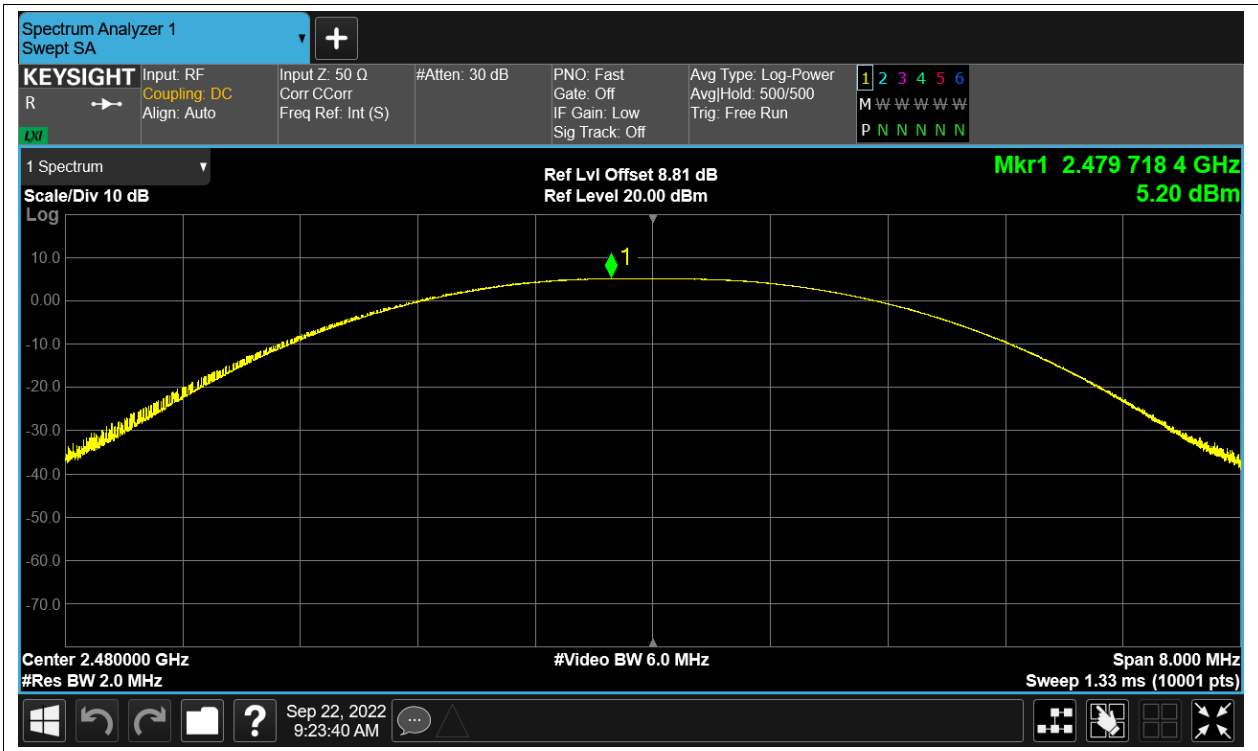 Spectrum Analyzer 1
Swept SA
KEYSIGHT
R
LXI
Input: RF
Coupling: DC
Align: Auto
Input Z: 50 Ω
Corr CCorr
Freq Ref: Int (S)
#Atten: 30 dB
PNO: Fast
Gate: Off
IF Gain: Low
Sig Track: Off
Avg Type: Log-Power
Avg|Hold: 500/500
Trig: Free Run
1 2 3 4 5 6
M W W W W W
P N N N N N
1 Spectrum
Scale/Div 10 dB
Log
Ref Lvl Offset 8.81 dB
Ref Level 20.00 dBm
Mkr1 2.479 718 4 GHz
5.20 dBm
1
10.0
0.00
-10.0
-20.0
-30.0
-40.0
-50.0
-60.0
-70.0
Center 2.480000 GHz
#Video BW 6.0 MHz
Span 8.000 MHz
#Res BW 2.0 MHz
Sweep 1.33 ms (10001 pts)
?
Sep 22, 2022
9:23:40 AM